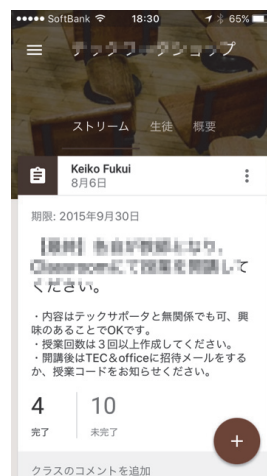 SoftBank 18:30 65%
ストリーム 生徒 概要
Keiko Fukui
8月6日
期限: 2015年9月30日
して
ください。
・内容はテックサポータと無関係でも可、興
味のあることでOKです。
・授業回数は３回以上作成してください。
・開講後はTEC＆officeに招待メールをする
か、授業コードをお知らせください。
4 10
完了 未完了
+
クラスのコメントを追加